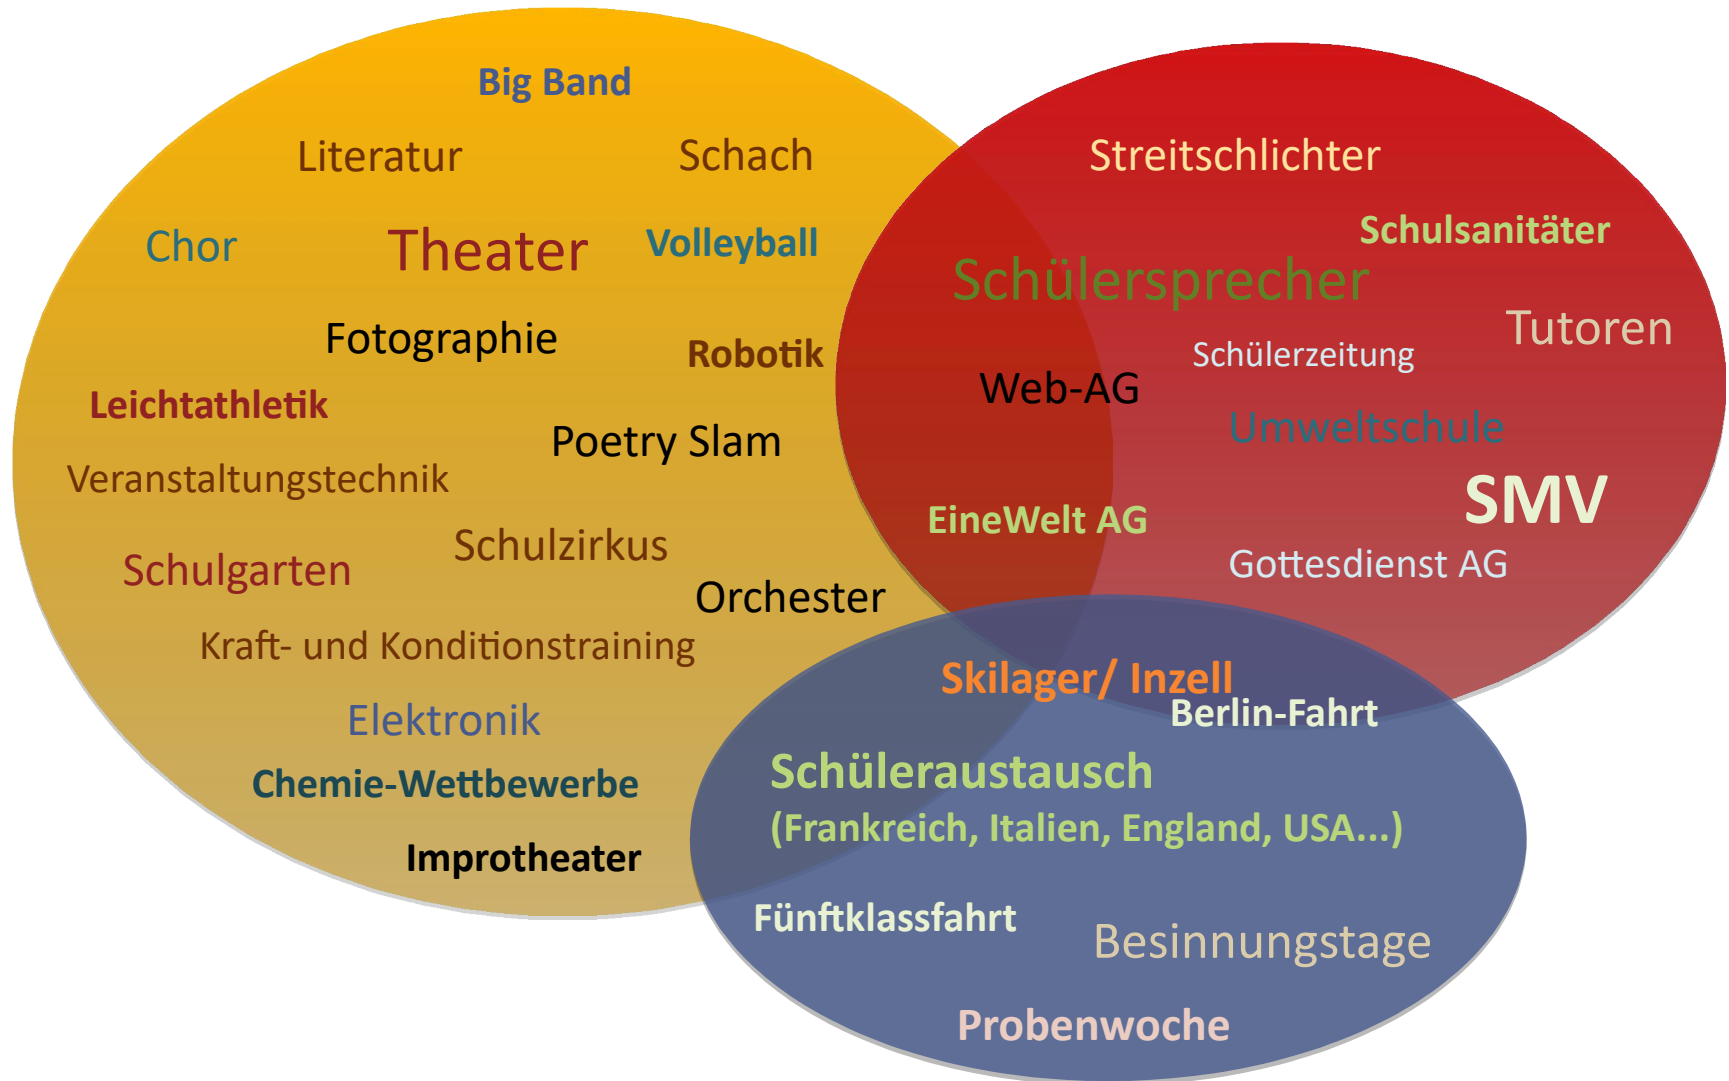 Big Band
Literatur
Schach
Chor
Theater
Volleyball
Fotographie
Robotik
Leichtathletik
Poetry Slam
Veranstaltungstechnik
Schulzirkus
Schulgarten
Orchester
Kraft- und Konditionstraining
Elektronik
Chemie-Wettbewerbe
Improtheater
Streitschlichter
Schulsanitäter
Schülersprecher
Tutoren
Schülerzeitung
Web-AG
Umweltschule
SMV
EineWelt AG
Gottesdienst AG
Skilager/ Inzell
Berlin-Fahrt
Schüleraustausch
(Frankreich, Italien, England, USA...)
Fünftklassfahrt
Besinnungstage
Probenwoche